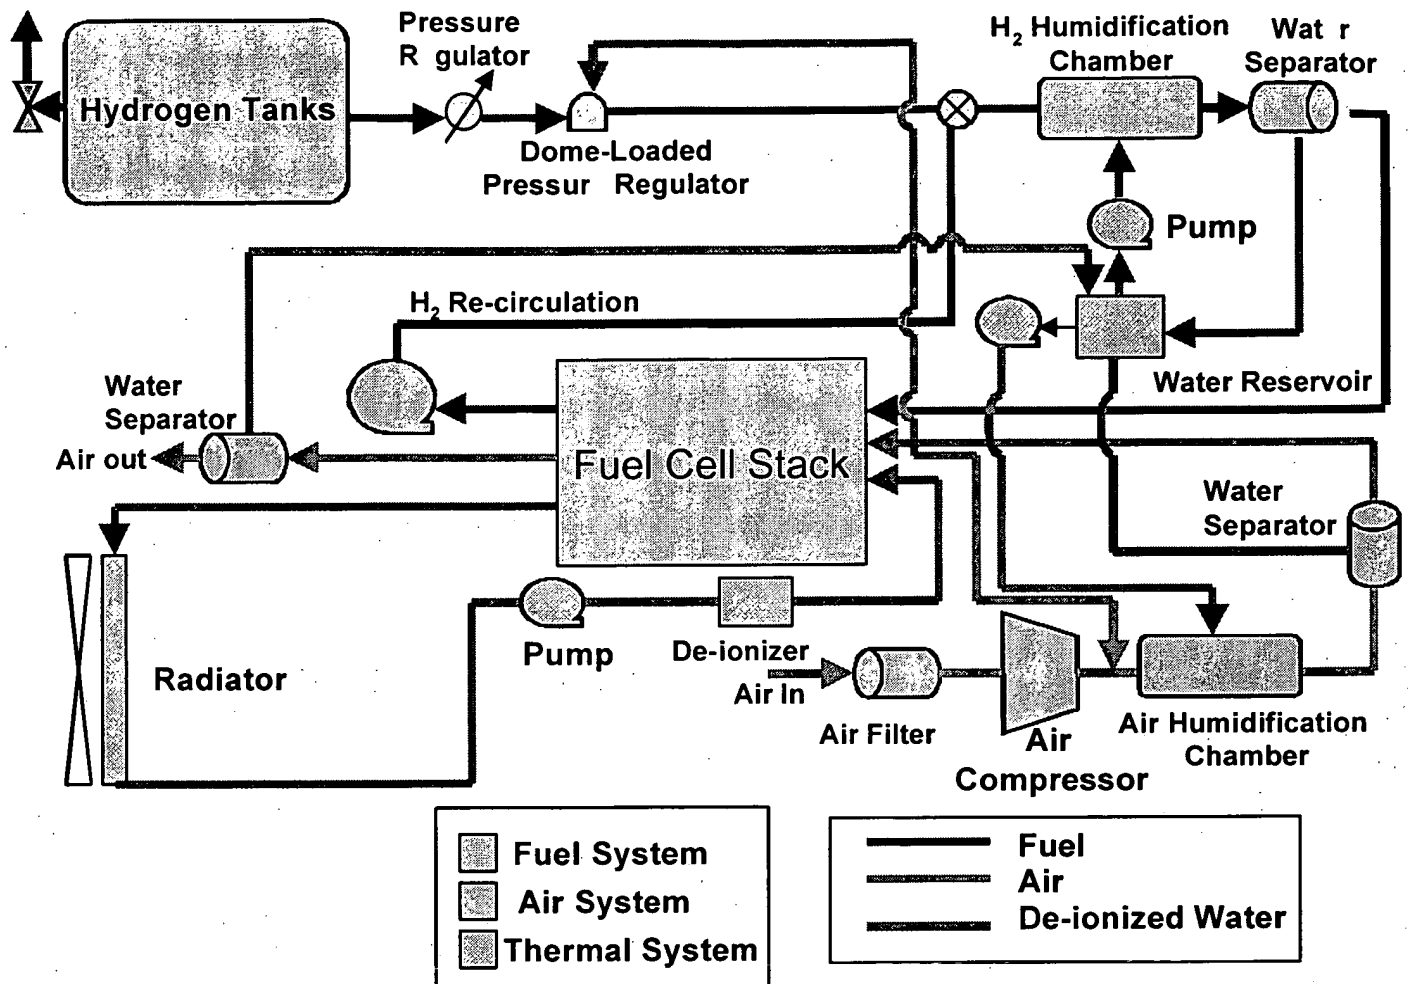 Pressure
R gulator
H2 Humidification
Chamber
Wat r
Separator
Hydrogen Tanks
Dome-Loaded
Pressur Regulator
Pump
H2 Re-circulation
Water Reservoir
Water
Separator
Air out
Fuel Cell Stack
Water
Separator
Radiator
Pump
De-ionizer
Air In
Air Filter
Air
Compressor
Air Humidification
Chamber
Fuel System
Air System
Thermal System
Fuel
Air
De-ionized Water